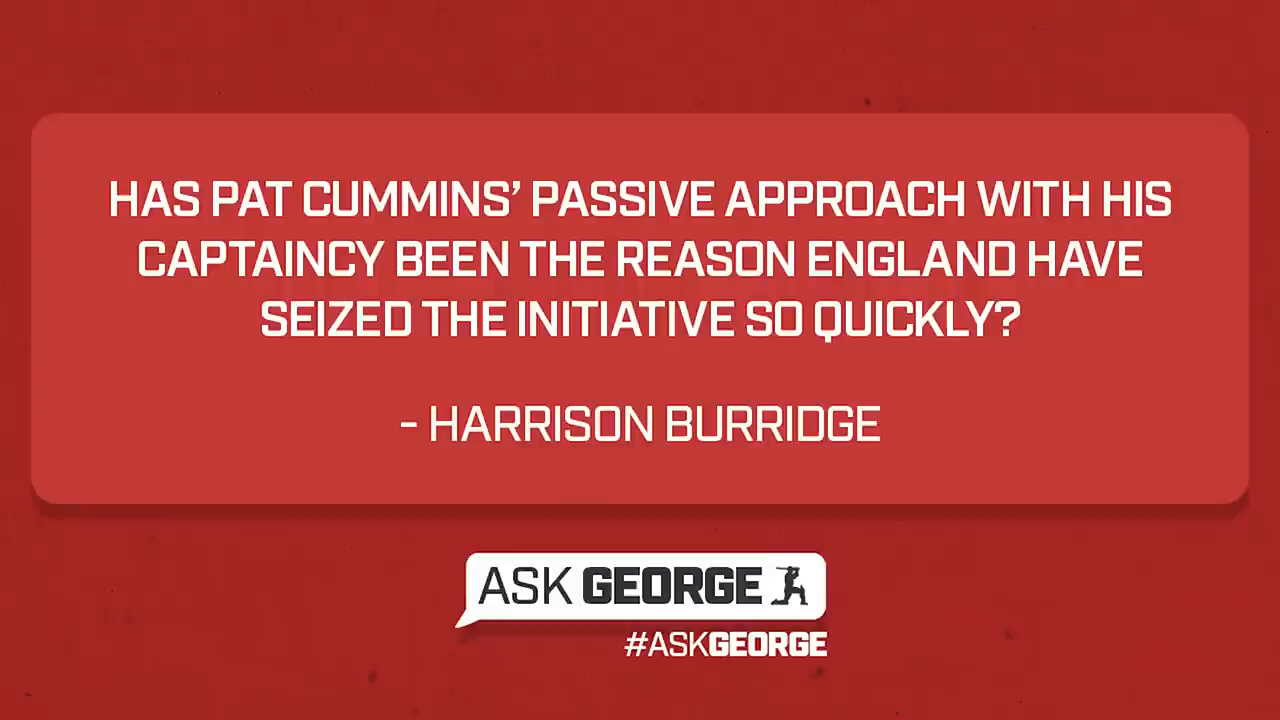 HAS PAT CUMMINS’ PASSIVE APPROACH WITH HIS
CAPTAINCY BEEN THE REASON ENGLAND HAVE
SEIZED THE INITIATIVE SO QUICKLY?
- HARRISON BURRIDGE
ASK GEORGE
#ASKGEORGE